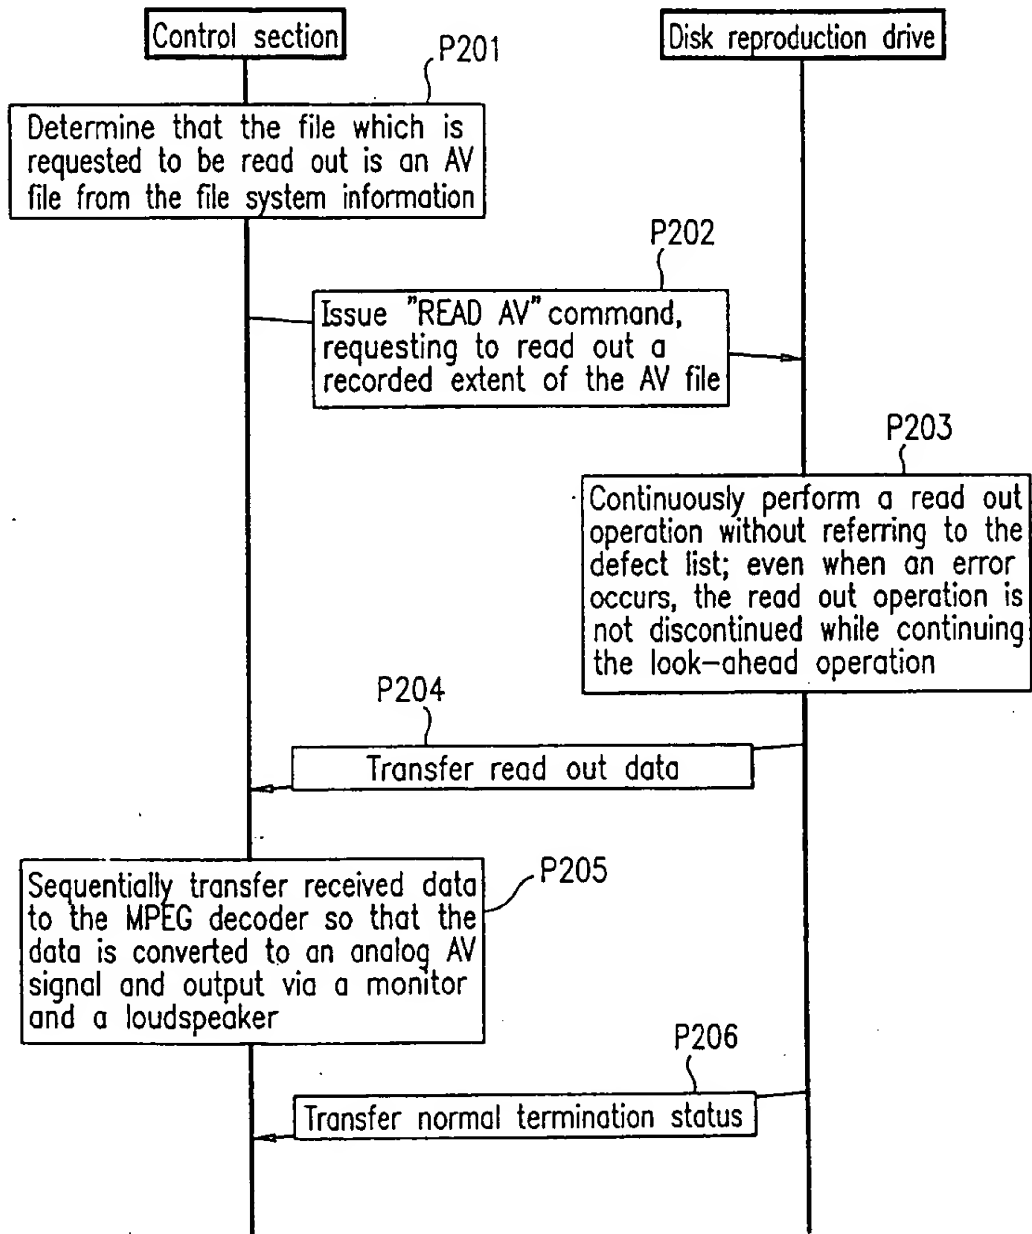 Control section
Disk reproduction drive
P201
Determine that the file which is
requested to be read out is an AV
file from the file system information
P202
Issue "READ AV" command,
requesting to read out a
recorded extent of the AV file
P203
Continuously perform a read out
operation without referring to the
defect list; even when an error
occurs, the read out operation is
not discontinued while continuing
the look-ahead operation
P204
Transfer read out data
P205
Sequentially transfer received data
to the MPEG decoder so that the
data is converted to an analog AV
signal and output via a monitor
and a loudspeaker
P206
Transfer normal termination status